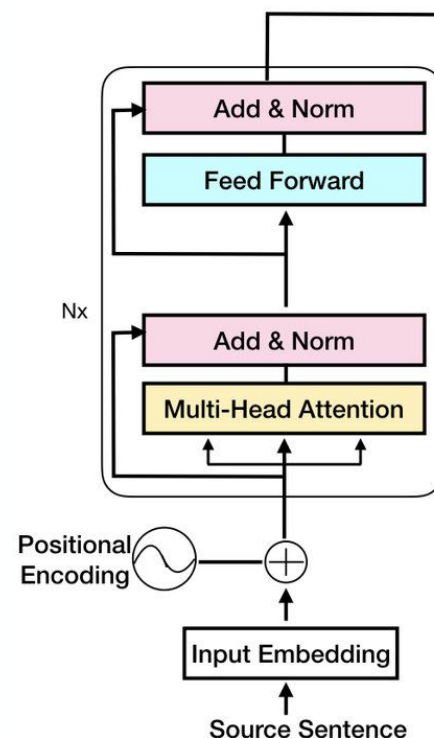 Add & Norm
Feed Forward
Nx
Add & Norm
Multi-Head Attention
Positional
Encoding
Input Embedding
Source Sentence